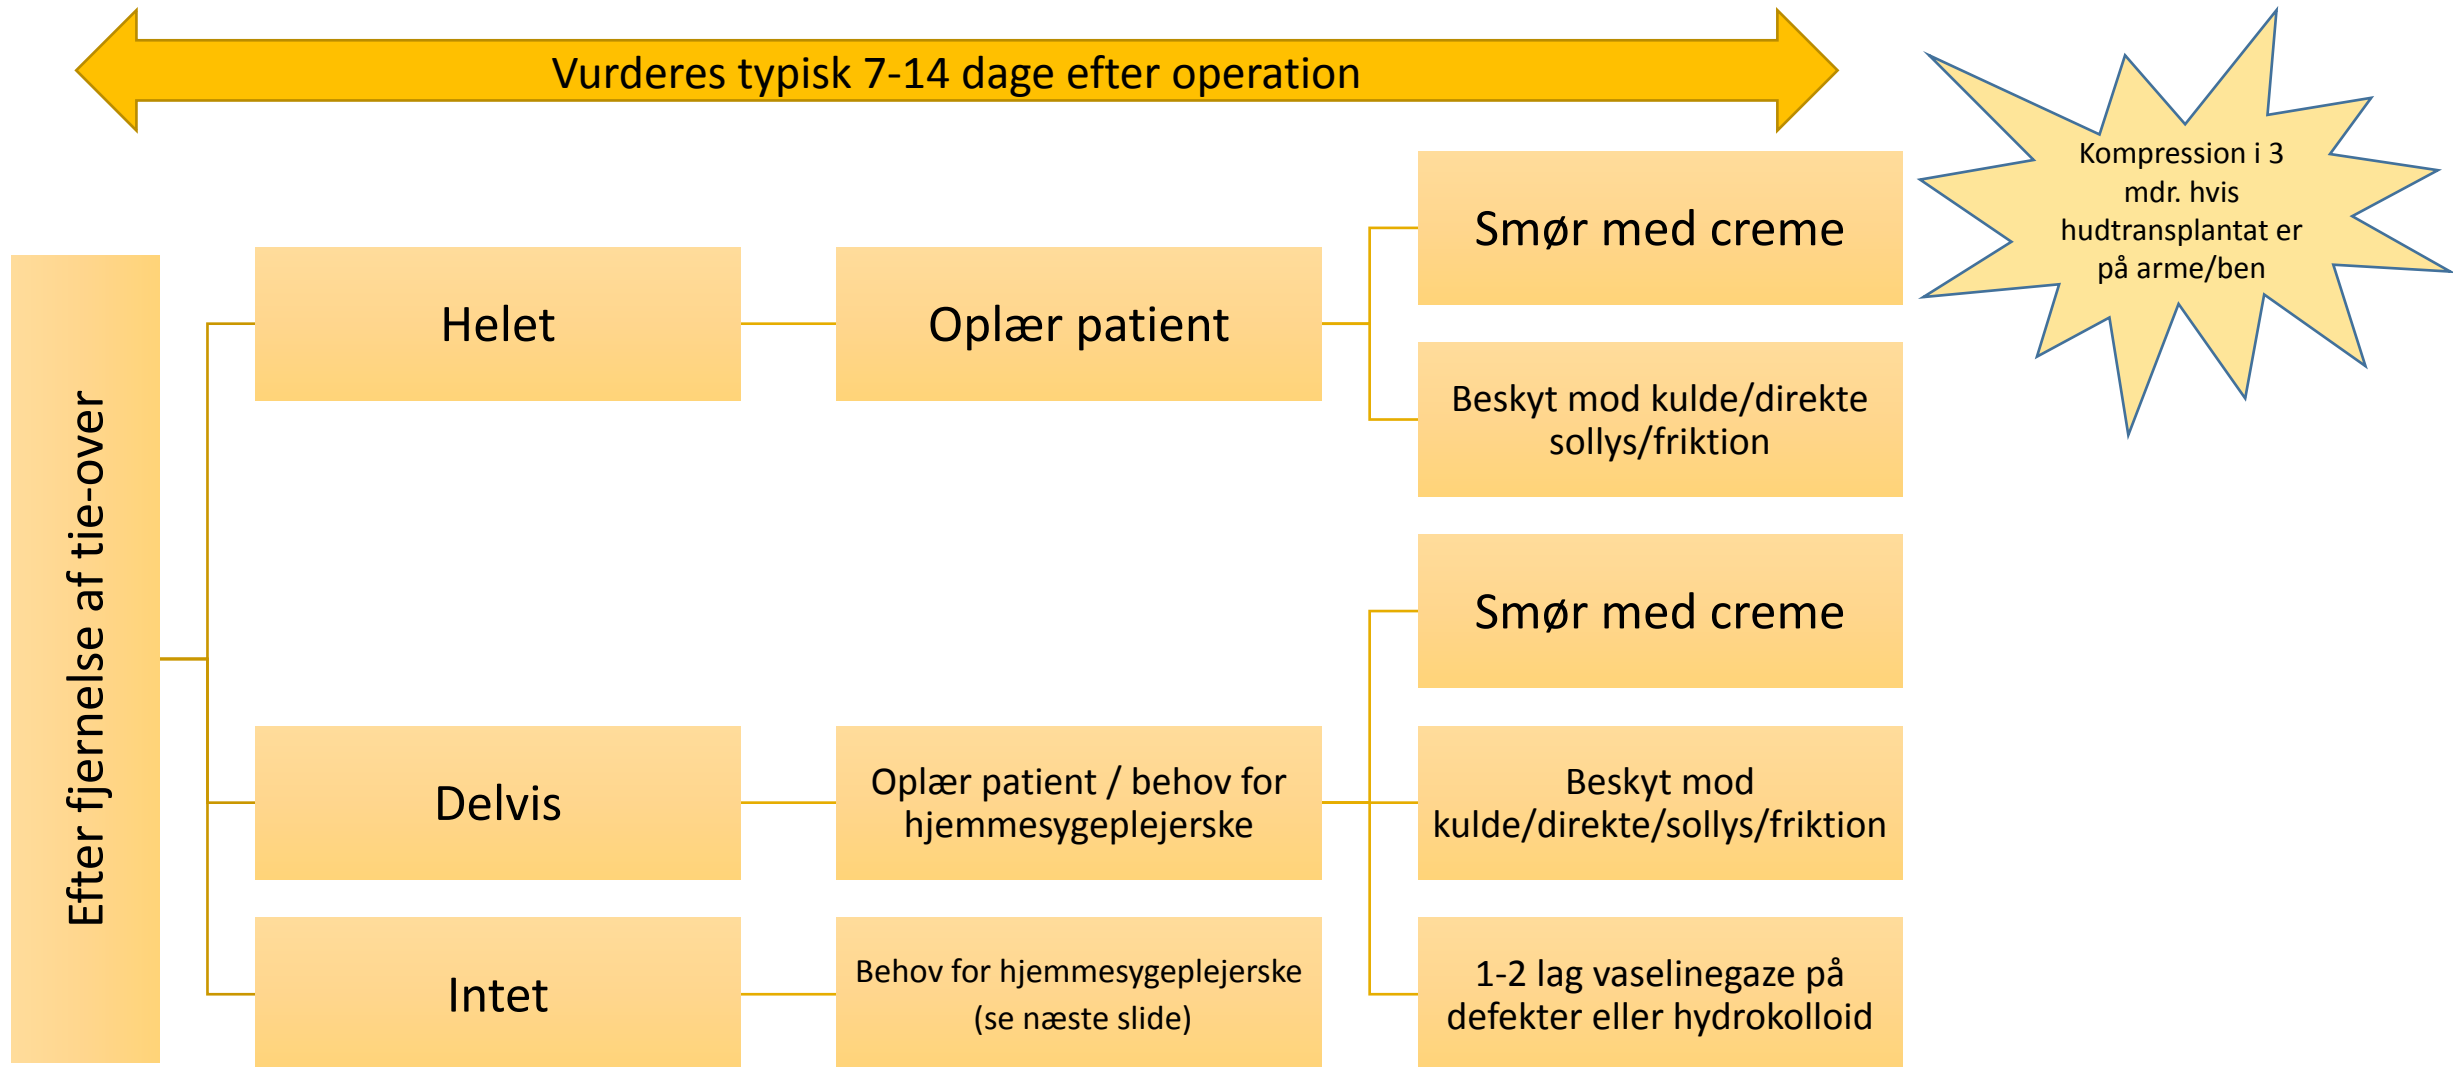 Vurderes typisk 7-14 dage efter operation
Kompression i 3
mdr. hvis
hudtransplantat er
på arme/ben
Efter fjernelse af tie-over
Helet
Oplær patient
Smør med creme
Beskyt mod kulde/direkte
sollys/friktion
Delvis
Oplær patient / behov for
hjemmesygeplejerske
Smør med creme
Beskyt mod
kulde/direkte/sollys/friktion
1-2 lag vaselinegaze på
defekter eller hydrokolloid
Intet
Behov for hjemmesygeplejerske
(se næste slide)